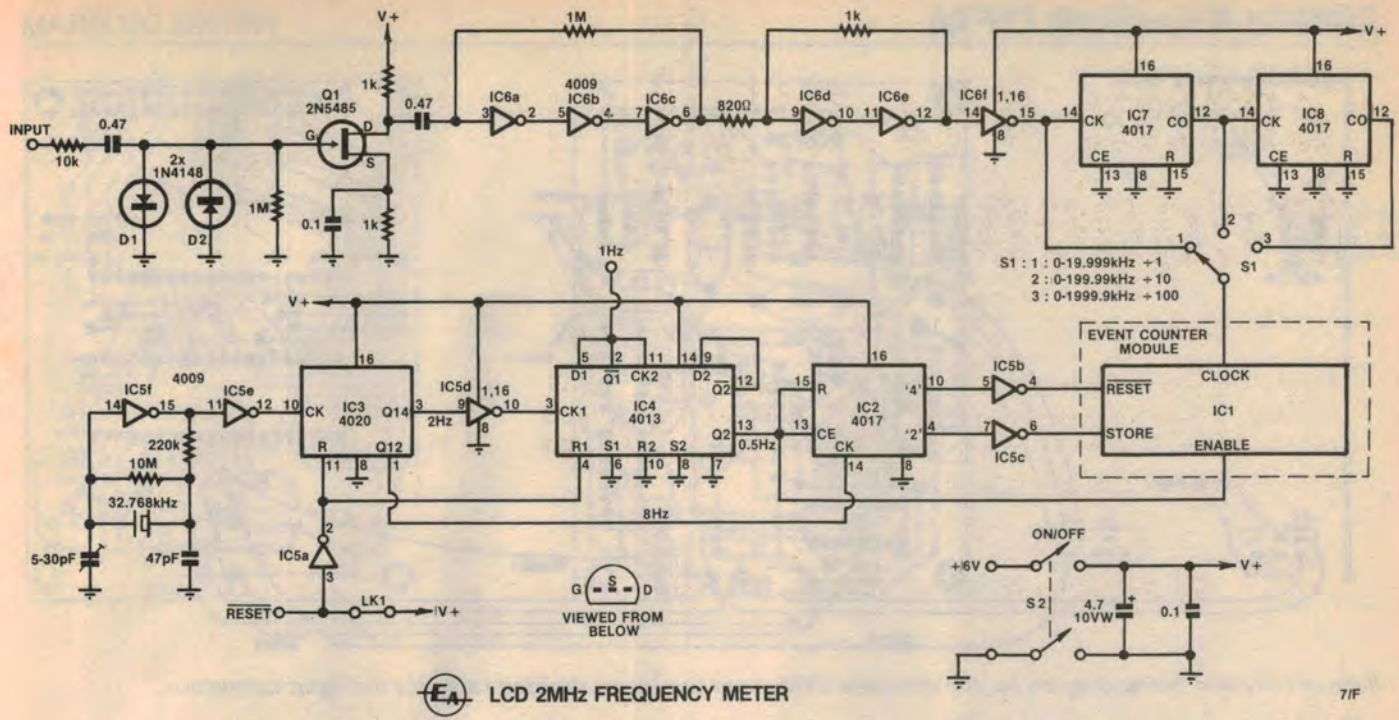 V+
1M
1k
V+
Q1
2N5485
1k
0.47
D
G
S
IC6a
3
2
4009
IC6b
5
4
IC6c
7
6
820Ω
IC6d
9
10
IC6e
11
12
IC6f
14
1,16
15
8
16
14
CK
IC7
4017
CO
12
CE
R
13
8
15
16
14
CK
IC8
4017
CO
12
CE
R
13
8
15
INPUT
10k
0.47
2x
1N4148
D1
D2
1M
0.1
1k
1
2
3
S1
S1 : 1 : 0-19.999kHz ÷1
2 : 0-199.99kHz ÷10
3 : 0-1999.9kHz ÷100
1Hz
V+
IC5f
14
15
4009
IC5e
11
12
220k
10M
32.768kHz
5-30pF
47pF
16
10
CK
IC3
4020
Q14
3
2Hz
R
Q12
11
8
1
IC5d
9
1,16
10
8
5
2
11
14
9
D1
Q1
CK2
D2
3
CK1
IC4
4013
Q2
12
Q2
13
0.5Hz
R1
S1
R2
S2
4
6
10
8
7
16
15
R
IC2
4017
'4'
10
13
CE
'2'
4
CK
14
8
IC5b
5
4
7
6
IC5c
EVENT COUNTER
MODULE
CLOCK
RESET
IC1
STORE
ENABLE
8Hz
2
IC5a
3
RESET
LK1
V+
G
S
D
VIEWED FROM
BELOW
ON/OFF
+6V
V+
S2
4.7
10VW
+
0.1
EA
LCD 2MHz FREQUENCY METER
7/F